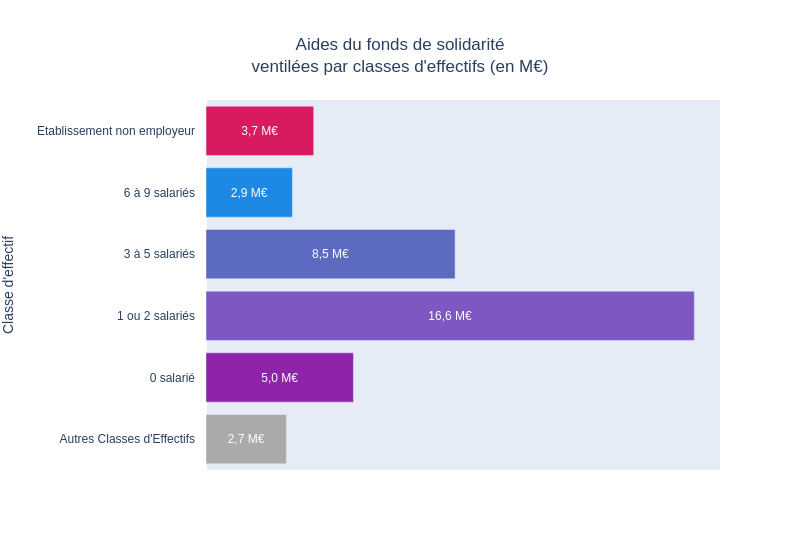 Aides du fonds de solidarité
ventilées par classes d'effectifs (en M€)
Classe d'effectif
Etablissement non employeur
3,7 M€
6 à 9 salariés
2,9 M€
3 à 5 salariés
8,5 M€
1 ou 2 salariés
16,6 M€
0 salarié
5,0 M€
Autres Classes d'Effectifs
2,7 M€